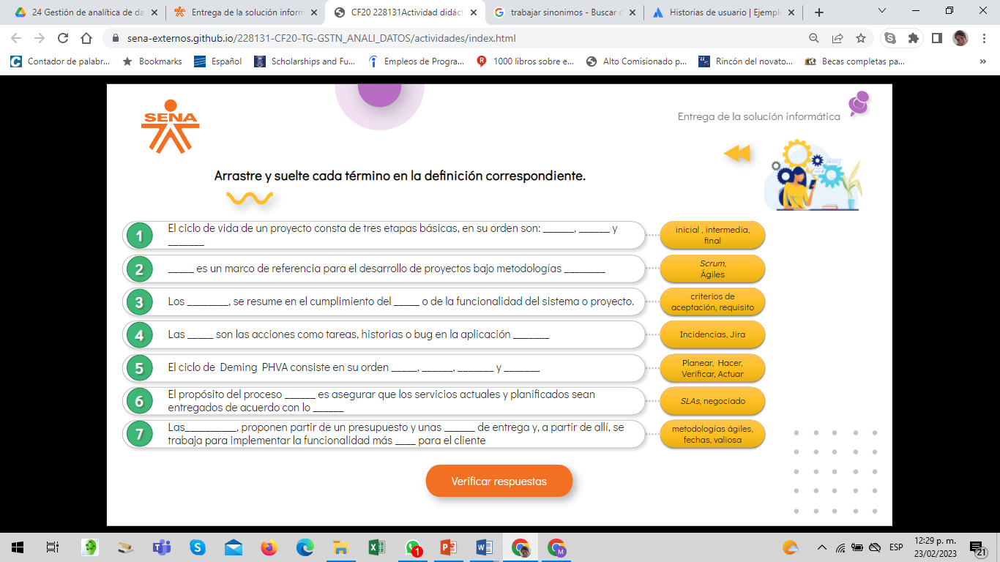 24 Gestión de analítica de da
Entrega de la solución inform
CF20 228131Actividad didác
trabajar sinonimos - Buscar
Historias de usuario | Ejempl
sena-externos.github.io/228131-CF20-TG-GSTN_ANALI_DATOS/actividades/index.html
Contador de palabr...
Bookmarks
Español
Scholarships and Fu...
Empleos de Progra...
1000 libros sobre e...
Alto Comisionado p...
Rincón del novato...
Becas completas pa...
»
SENA
Entrega de la solución informática
Arrastre y suelte cada término en la definición correspondiente.
1
El ciclo de vida de un proyecto consta de tres etapas básicas, en su orden son: ______, ______ y
_______
inicial , intermedia,
final
2
_____ es un marco de referencia para el desarrollo de proyectos bajo metodologías ________
Scrum,
Ágiles
3
Los ________, se resume en el cumplimiento del _____ o de la funcionalidad del sistema o proyecto.
criterios de
aceptación, requisito
4
Las _____ son las acciones como tareas, historias o bug en la aplicación _______
Incidencias, Jira
5
El ciclo de Deming PHVA consiste en su orden _____, ______, _______ y _______
Planear, Hacer,
Verificar, Actuar
6
El propósito del proceso ______ es asegurar que los servicios actuales y planificados sean
entregados de acuerdo con lo ______
SLAs, negociado
7
Las__________, proponen partir de un presupuesto y unas ______ de entrega y, a partir de allí, se
trabaja para implementar la funcionalidad más ____ para el cliente
metodologías ágiles,
fechas, valiosa
Verificar respuestas
1
ESP
12:29 p. m.
23/02/2023
21